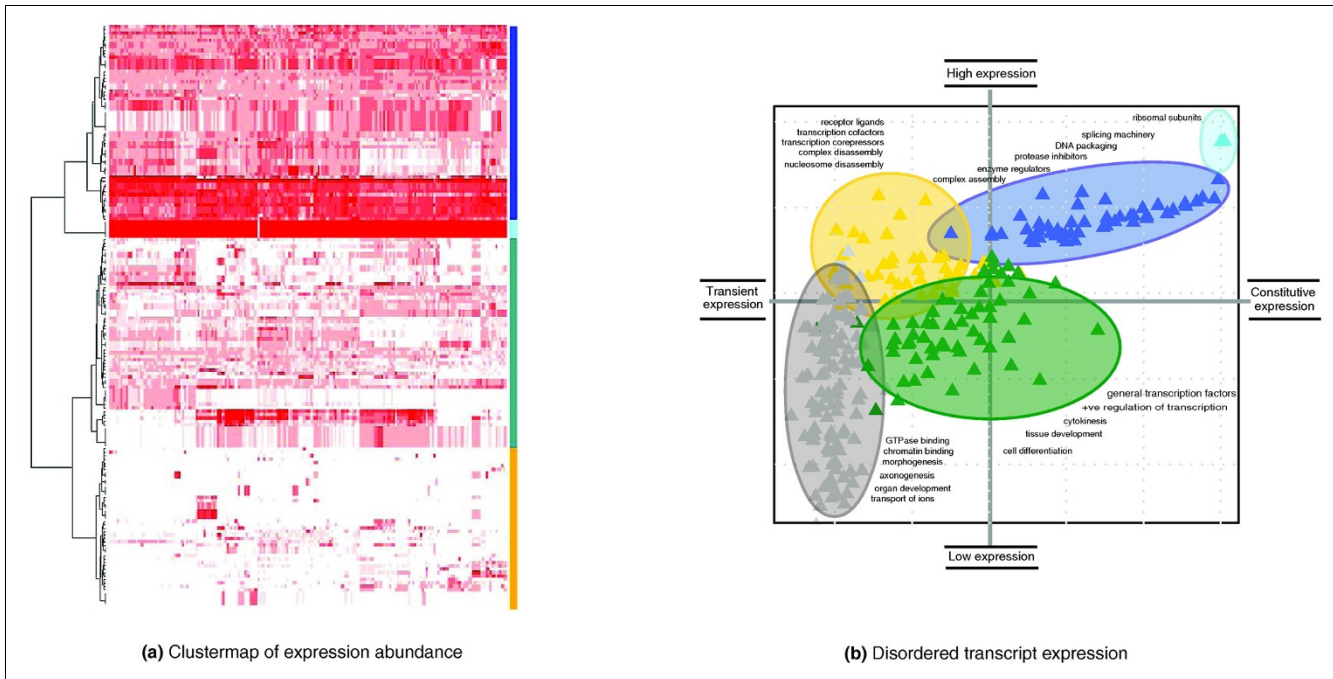 High expression
ribsomal subunits
receptor ligands
transcription cofactors
transcription corepressors
complex disassembly
nucleosome disassembly
splicing machinery
DNA packaging
protease inhibitors
enzyme regulators
complex assembly
Transient
expression
Constitutive
expression
general transcription factors
+ve regulation of transcription
cytokinesis
tissue development
cell differentiation
GTPase binding
chromatin binding
morphogenesis
axonogenesis
organ development
transport of ions
Low expression
(a) Clustermap of expression abundance
(b) Disordered transcript expression